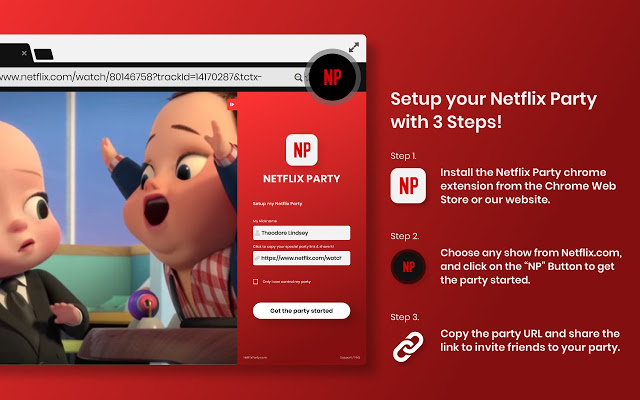 www.netflix.com/watch/80146758?trackId=14170287&tctx-
NP
NP
NETFLIX PARTY
Setup my Netflix Party
My Nickname
Theodore Lindsey
Click to copy your special party link & share it!
https://www.netflix.com/watch
Only I can control my party
Get the party started
Setup your Netflix Party
with 3 Steps!
Step 1.
NP
Install the Netflix Party chrome
extension from the Chrome Web
Store or our website.
Step 2.
NP
Choose any show from Netflix.com,
and click on the "NP" Button to get
the party started.
Step 3.
Copy the party URL and share the
link to invite friends to your party.